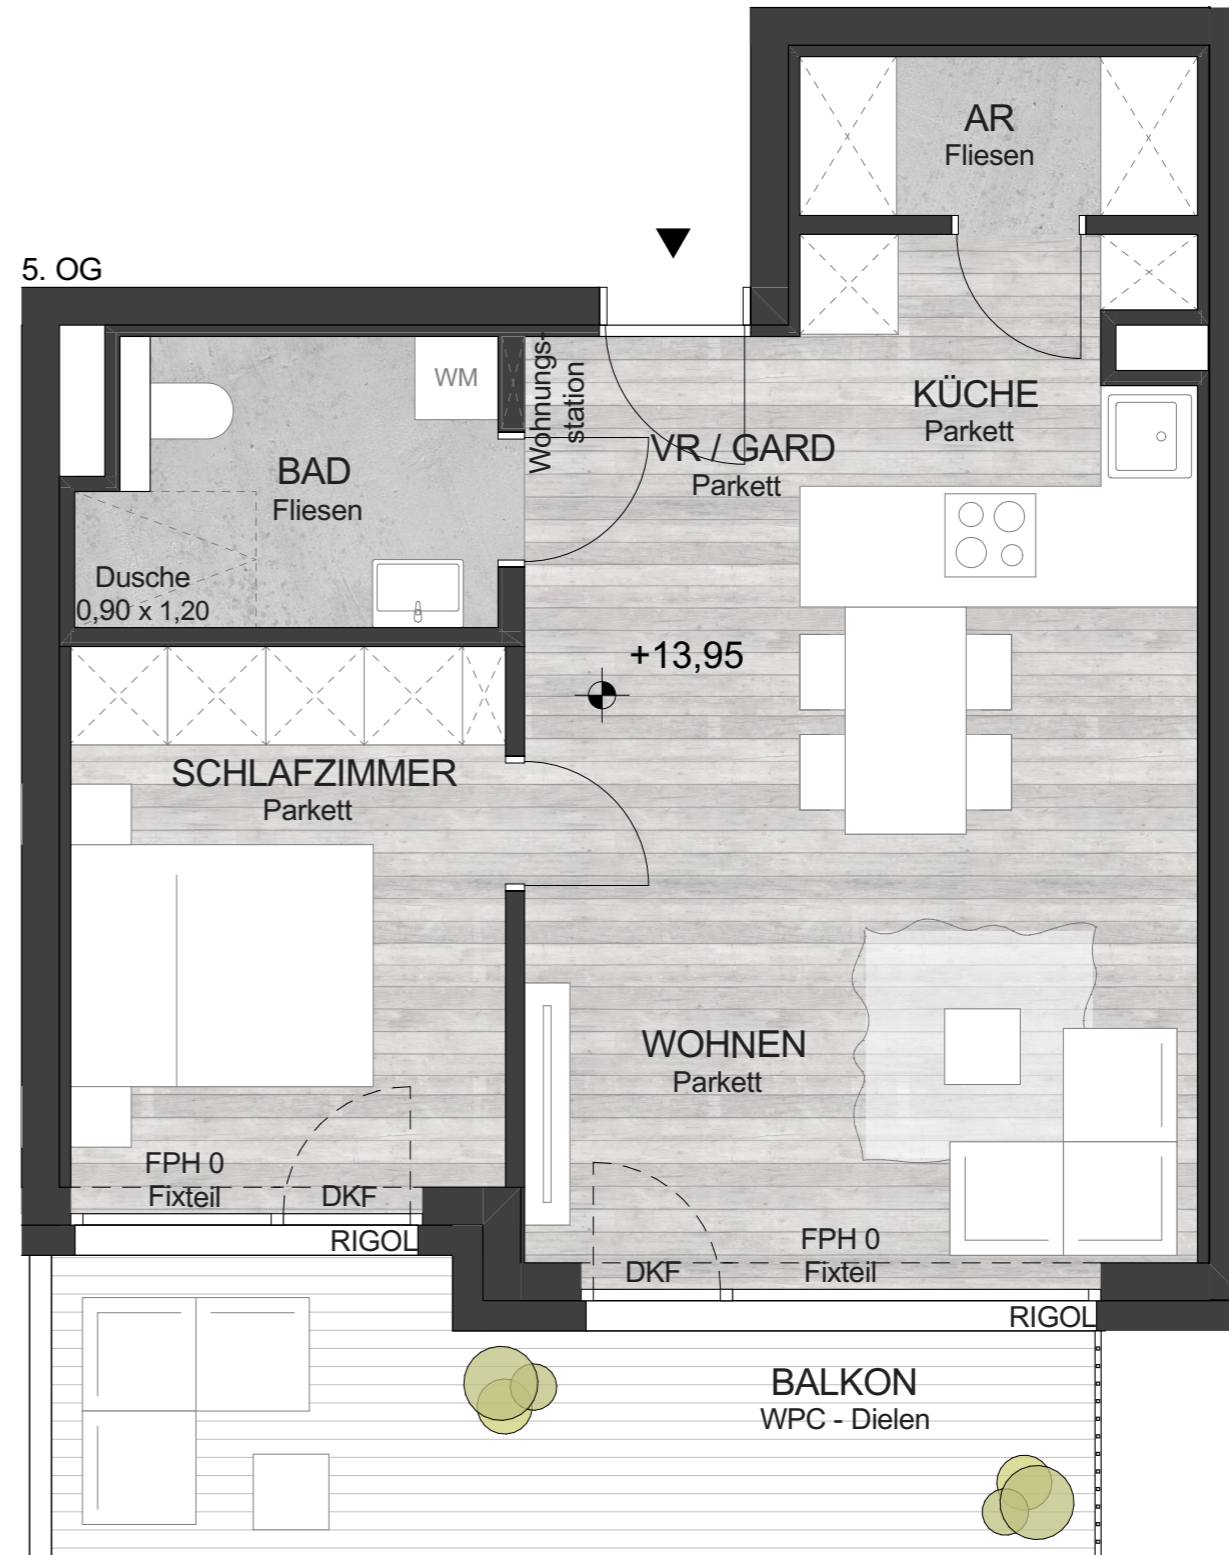 AR
Fliesen
5. OG
Wohnungs-
station
WM
KÜCHE
Parkett
VR / GARD
Parkett
BAD
Fliesen
Dusche
0,90 x 1,20
+13,95
SCHLAFZIMMER
Parkett
WOHNEN
Parkett
FPH 0
Fixteil
DKF
RIGOL
FPH 0
Fixteil
DKF
RIGOL
BALKON
WPC - Dielen